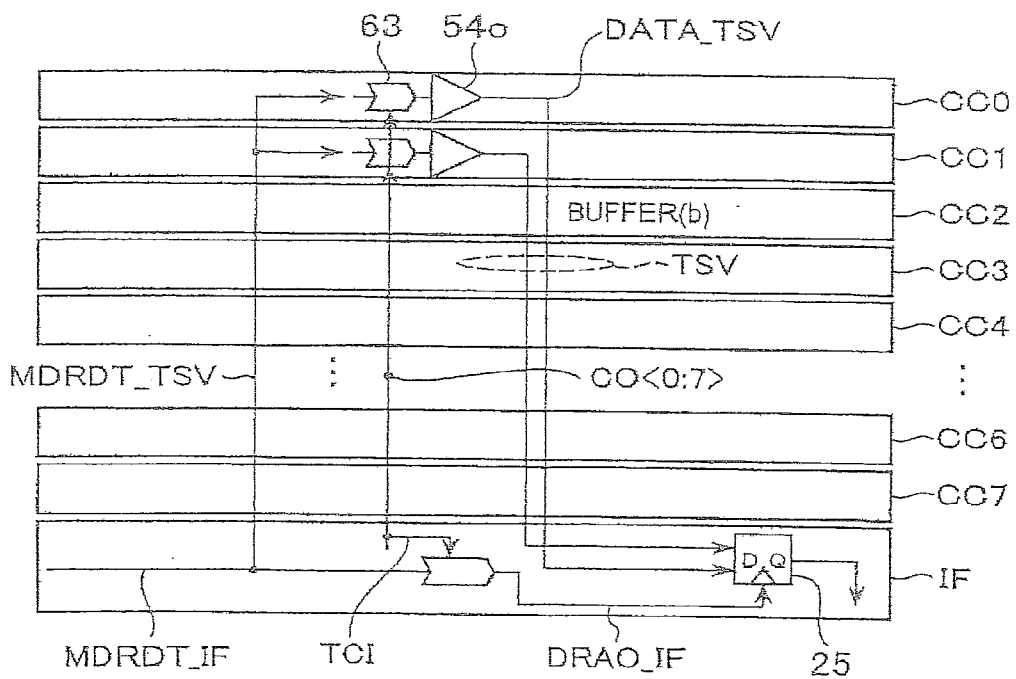 63
54o
DATA_TSV
CC0
CC1
BUFFER(b)
CC2
TSV
CC3
CC4
MDRDT_TSV
CO<0:7>
CC6
CC7
D Q
IF
MDRDT_IF
TCI
DRAO_IF
25